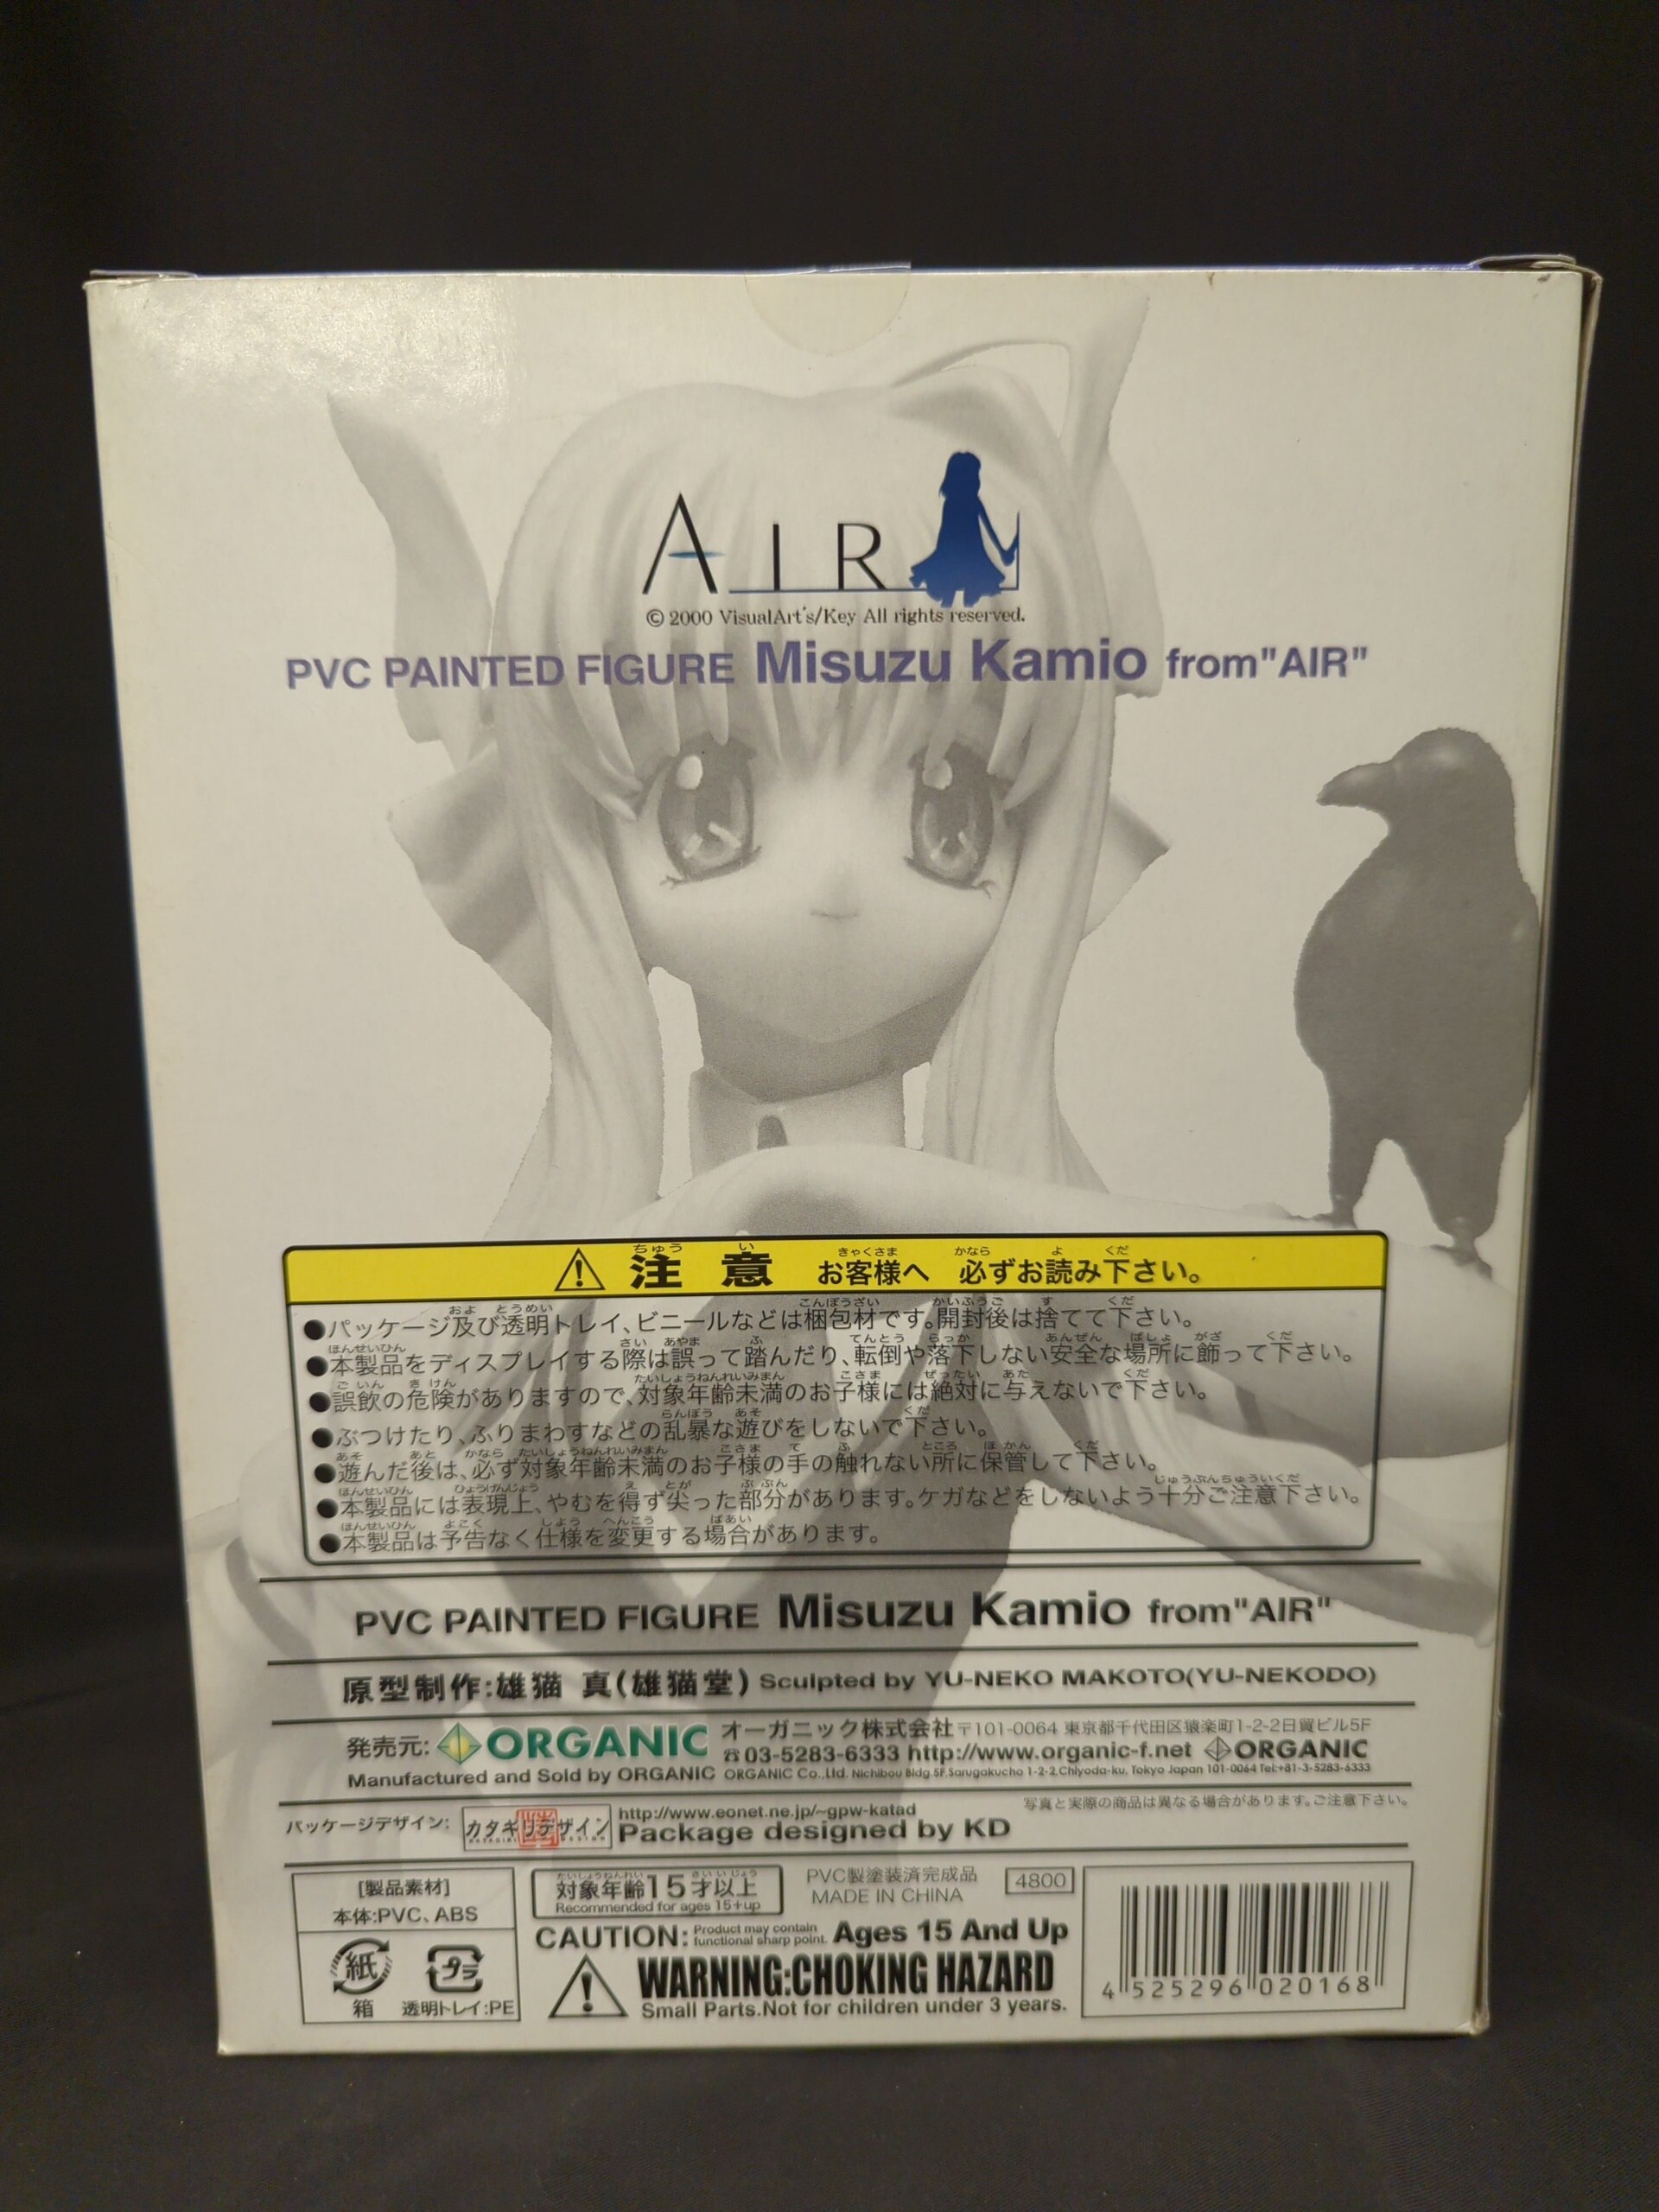 AIR
© 2000 VisualArt's/Key All rights reserved.
PVC PAINTED FIGURE Misuzu Kamio from"AIR"
注意 お客様へ 必ずお読み下さい。
●パッケージ及び透明トレイ、ビニールなどは梱包材です。開封後は捨てて下さい。
●本製品をディスプレイする際は誤って踏んだり、転倒や落下しない安全な場所に飾って下さい。
●誤飲の危険がありますので、対象年齢未満のお子様には絶対に与えないで下さい。
●ぶつけたり、ふりまわすなどの乱暴な遊びをしないで下さい。
●遊んだ後は、必ず対象年齢未満のお子様の手の触れない所に保管して下さい。
●本製品には表現上、やむを得ず尖った部分があります。ケガなどをしないよう十分ご注意下さい。
●本製品は予告なく仕様を変更する場合があります。
PVC PAINTED FIGURE Misuzu Kamio from"AIR"
原型制作:雄猫 真(雄猫堂) Sculpted by YU-NEKO MAKOTO(YU-NEKODO)
発売元: ORGANIC オーガニック株式会社 〒101-0064 東京都千代田区猿楽町1-2-2日貿ビル5F
☎03-5283-6333 http://www.organic-f.net ORGANIC
Manufactured and Sold by ORGANIC ORGANIC Co.,Ltd. Nichibou Bldg.5F,Sarugakucho 1-2-2,Chiyoda-ku, Tokyo Japan 101-0064 Tel:+81-3-5283-6333
写真と実際の商品は異なる場合があります。ご注意下さい。
パッケージデザイン: カタギリデザイン http://www.eonet.ne.jp/~gpw-katad
Package designed by KD
[製品素材]
本体:PVC、ABS
紙 プラ
箱 透明トレイ:PE
対象年齢15才以上
Recommended for ages 15+up
PVC製塗装済完成品
MADE IN CHINA
4800
CAUTION: Product may contain functional sharp point. Ages 15 And Up
WARNING:CHOKING HAZARD
Small Parts.Not for children under 3 years.
4 525296 020168